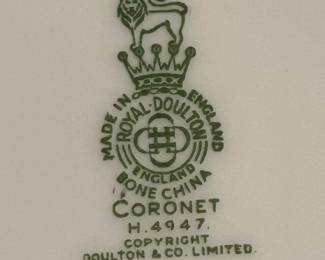 MADE IN ENGLAND
ROYAL·DOULTON
ENGLAND
BONE CHINA
CORONET
H.4947.
COPYRIGHT
DOULTON & CO. LIMITED.